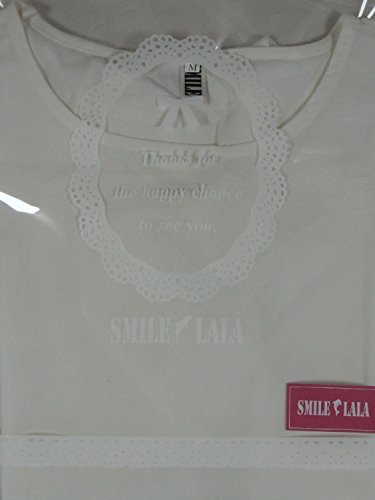 M
SMILE
Thanks for
the happy chance
to see you.
SMILE LALA
SMILE LALA